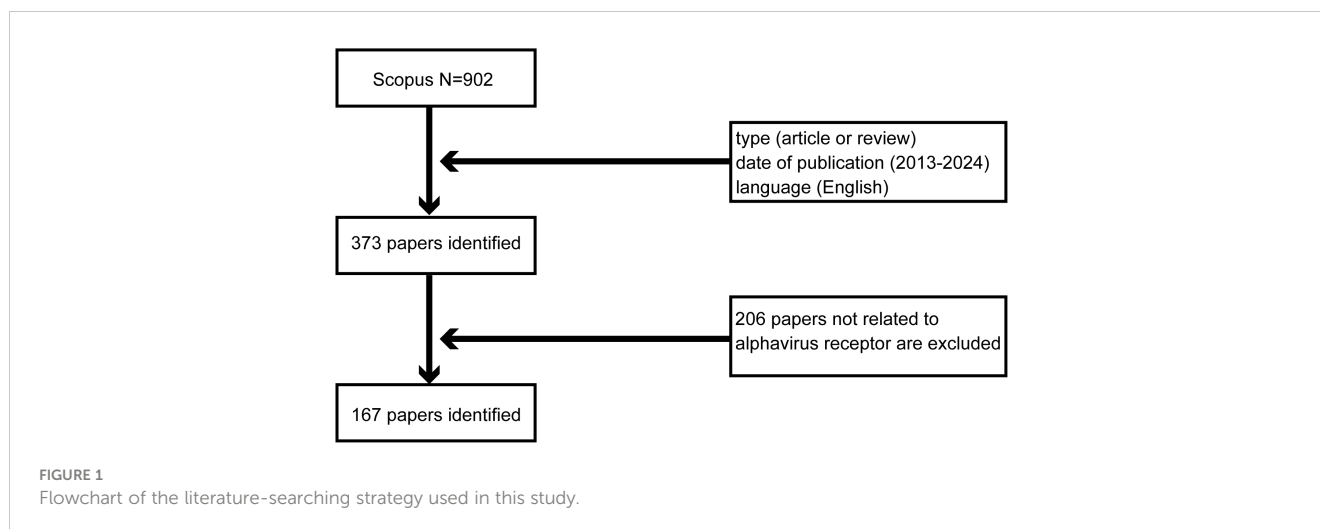 Scopus N=902
type (article or review)
date of publication (2013-2024)
language (English)
373 papers identified
206 papers not related to
alphavirus receptor are excluded
167 papers identified
FIGURE 1
Flowchart of the literature-searching strategy used in this study.